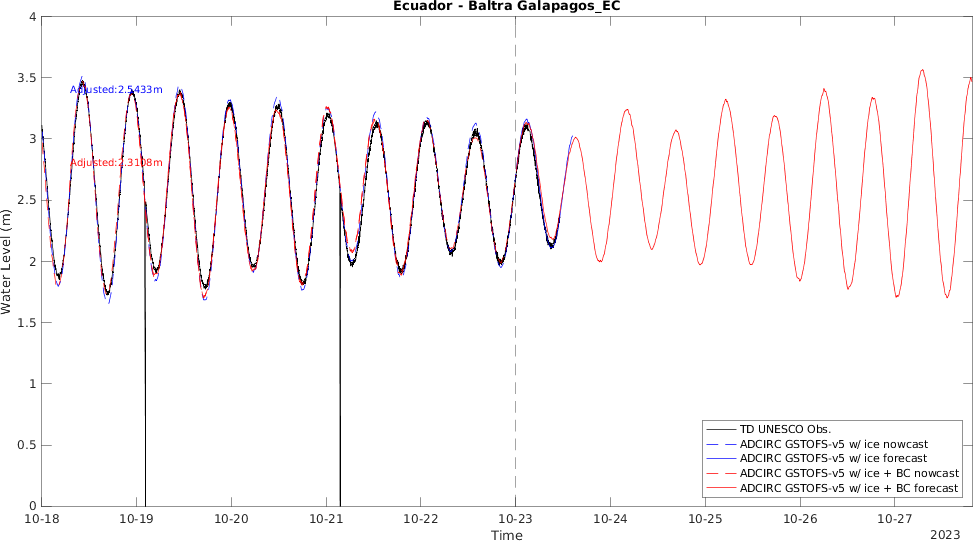 Ecuador - Baltra Galapagos_EC
Water Level (m)
4
3.5
3
2.5
2
1.5
1
0.5
0
Adjusted:2.5433m
Adjusted:2.3108m
TD UNESCO Obs.
ADCIRC GSTOFS-v5 w/ ice nowcast
ADCIRC GSTOFS-v5 w/ ice forecast
ADCIRC GSTOFS-v5 w/ ice + BC nowcast
ADCIRC GSTOFS-v5 w/ ice + BC forecast
10-18 10-19 10-20 10-21 10-22 10-23 10-24 10-25 10-26 10-27
Time
2023